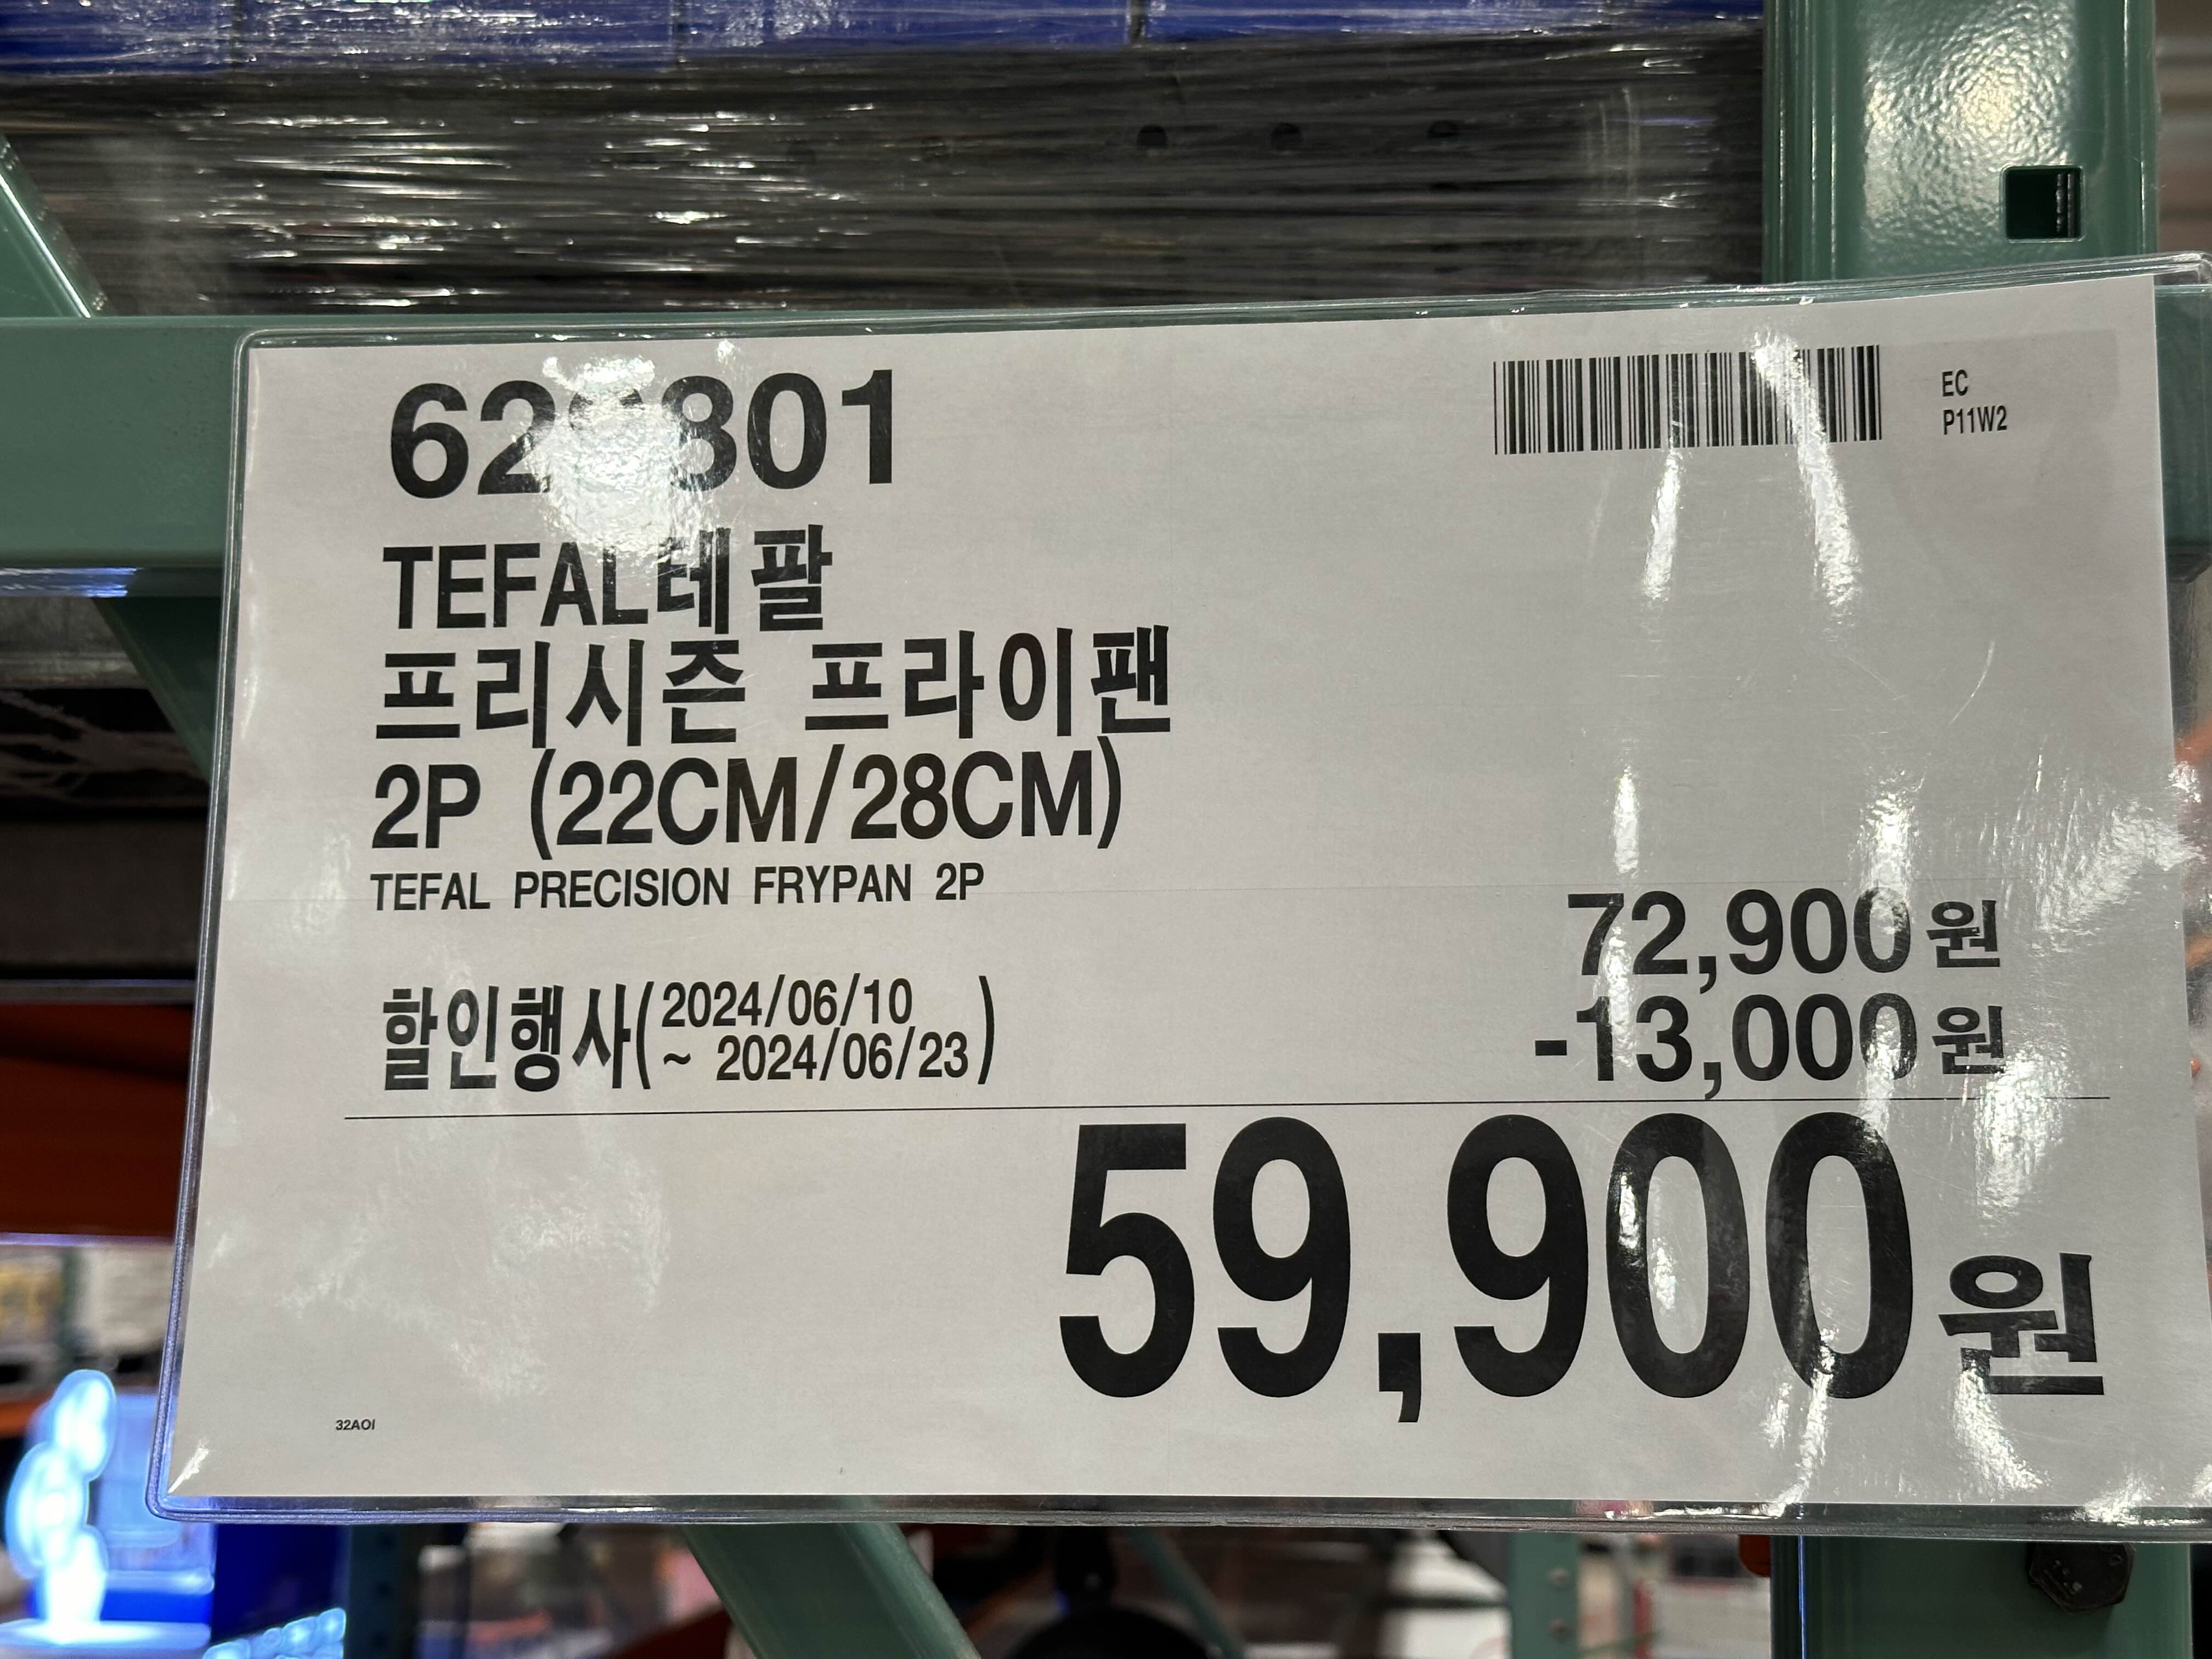 EC
P11W2
TEFAL테팔
프리시즌 프라이팬
2P (22CM/28CM)
TEFAL PRECISION FRYPAN 2P
72,900원
할인행사(2024/06/10
~ 2024/06/23)
-13,000원
59,900원
32AOI